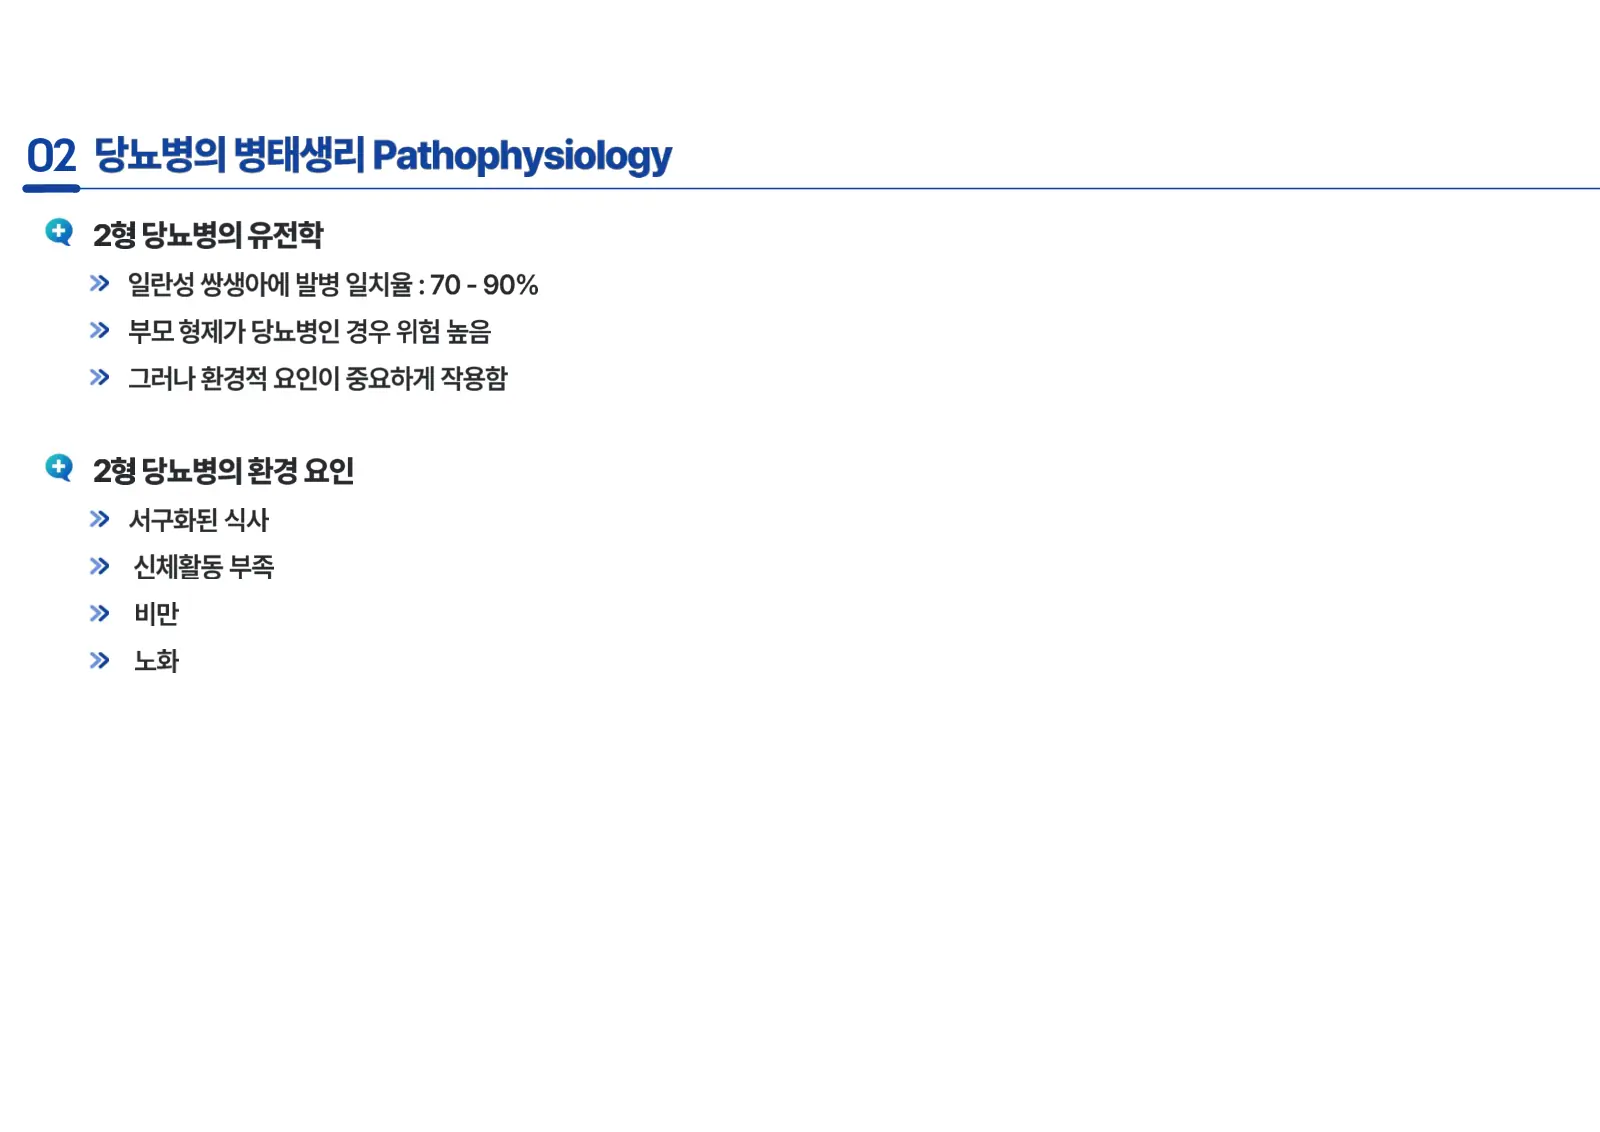 02 당뇨병의 병태생리 Pathophysiology
2형 당뇨병의 유전학
일란성 쌍생아에 발병 일치율 : 70 - 90%
부모 형제가 당뇨병인 경우 위험 높음
그러나 환경적 요인이 중요하게 작용함
2형 당뇨병의 환경 요인
서구화된 식사
신체활동 부족
비만
노화